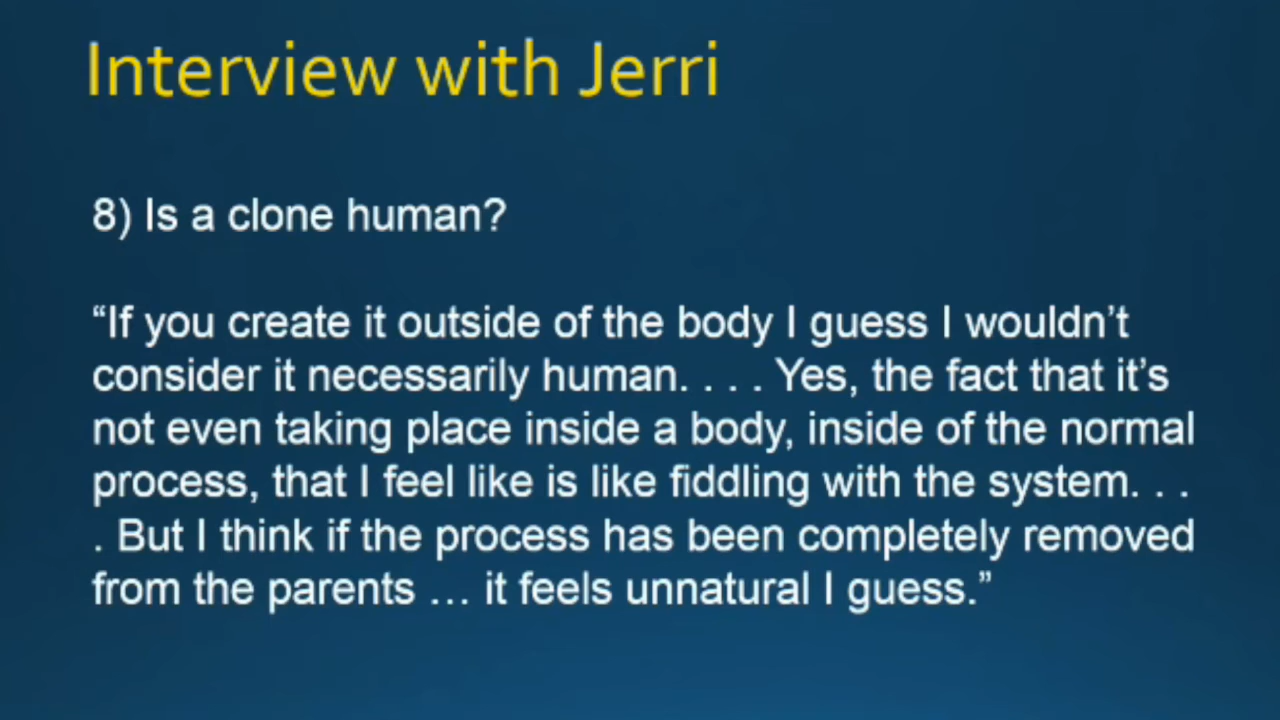 Interview with Jerri
8) Is a clone human?
“If you create it outside of the body I guess I wouldn’t
consider it necessarily human. . . . Yes, the fact that it’s
not even taking place inside a body, inside of the normal
process, that I feel like is like fiddling with the system. . .
. But I think if the process has been completely removed
from the parents … it feels unnatural I guess.”